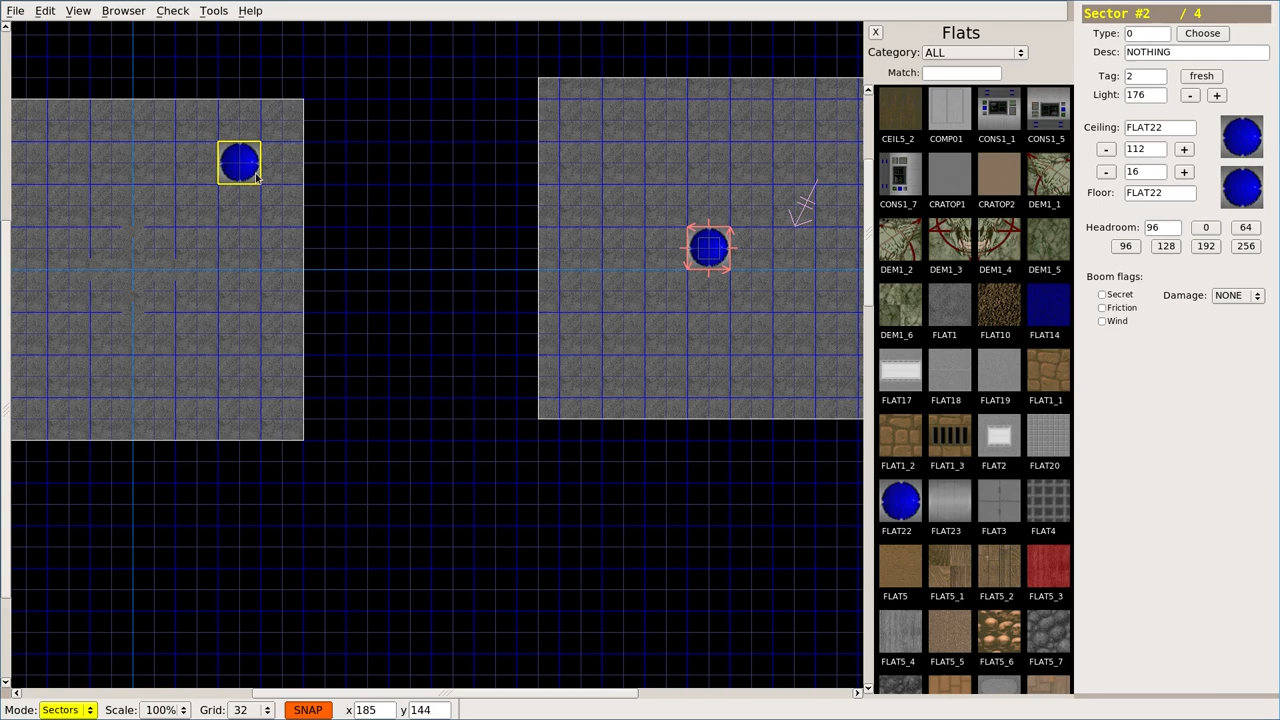 File Edit View Browser Check Tools Help
X Flats
Category: ALL
Match:
CEIL5_2 COMP01 CONS1_1 CONS1_5
CONS1_7 CRATOP1 CRATOP2 DEM1_1
DEM1_2 DEM1_3 DEM1_4 DEM1_5
DEM1_6 FLAT1 FLAT10 FLAT14
FLAT17 FLAT18 FLAT19 FLAT1_1
FLAT1_2 FLAT1_3 FLAT2 FLAT20
FLAT22 FLAT23 FLAT3 FLAT4
FLAT5 FLAT5_1 FLAT5_2 FLAT5_3
FLAT5_4 FLAT5_5 FLAT5_6 FLAT5_7
Sector #2 / 4
Type: 0 Choose
Desc: NOTHING
Tag: 2 fresh
Light: 176 - +
Ceiling: FLAT22
- 112 +
- 16 +
Floor: FLAT22
Headroom: 96 0 64
96 128 192 256
Boom flags:
Secret Damage: NONE
Friction
Wind
Mode: Sectors Scale: 100% Grid: 32 SNAP x 185 y 144